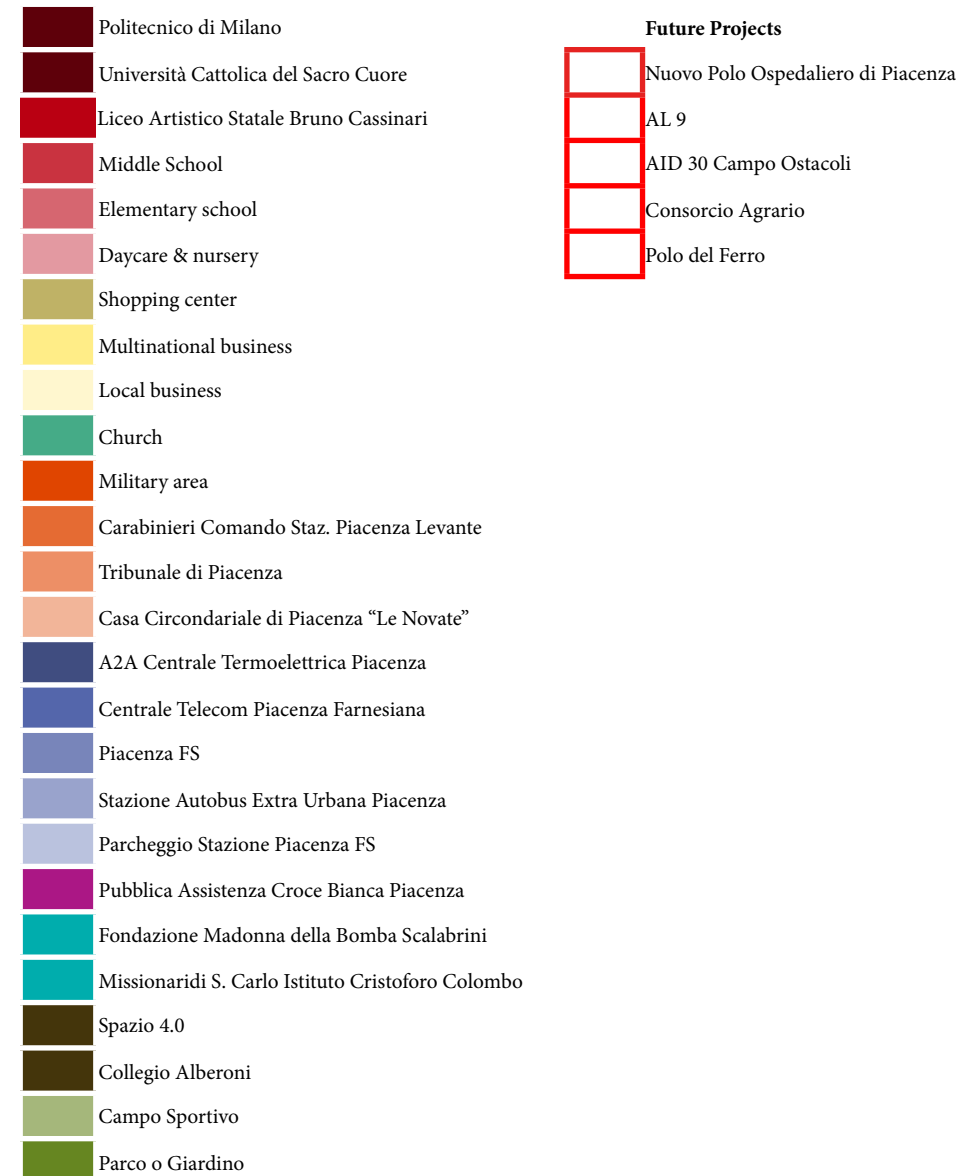 Politecnico di Milano
Università Cattolica del Sacro Cuore
Liceo Artistico Statale Bruno Cassinari
Middle School
Elementary school
Daycare & nursery
Shopping center
Multinational business
Local business
Church
Military area
Carabinieri Comando Staz. Piacenza Levante
Tribunale di Piacenza
Casa Circondariale di Piacenza “Le Novate”
A2A Centrale Termoelettrica Piacenza
Centrale Telecom Piacenza Farnesiana
Piacenza FS
Stazione Autobus Extra Urbana Piacenza
Parcheggio Stazione Piacenza FS
Pubblica Assistenza Croce Bianca Piacenza
Fondazione Madonna della Bomba Scalabrini
Missionaridi S. Carlo Istituto Cristoforo Colombo
Spazio 4.0
Collegio Alberoni
Campo Sportivo
Parco o Giardino
Future Projects
Nuovo Polo Ospedaliero di Piacenza
AL 9
AID 30 Campo Ostacoli
Consorcio Agrario
Polo del Ferro